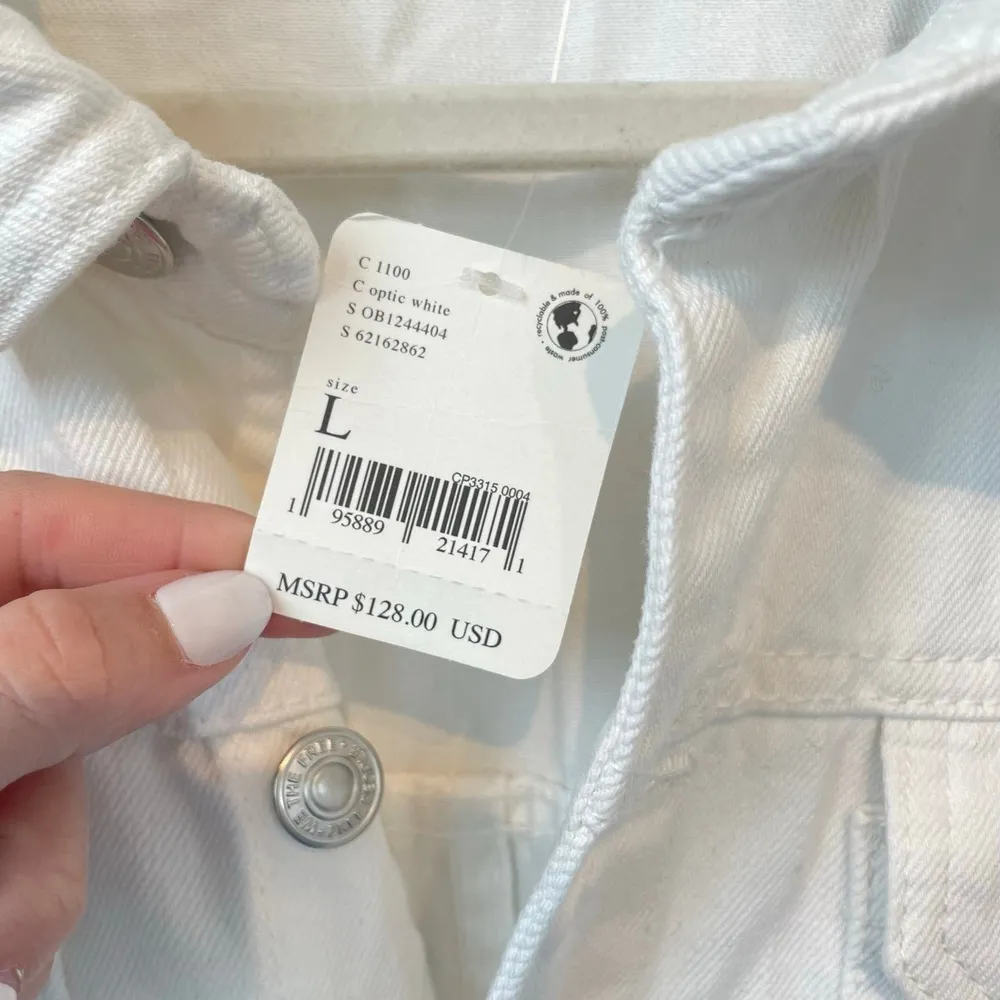 C 1100
C optic white
S OB1244404
S 62162862
recyclable & made of 100% post-consumer waste
size
L
CP3315 0004
1 95889 21417 1
MSRP $128.00 USD
WE THE FREE